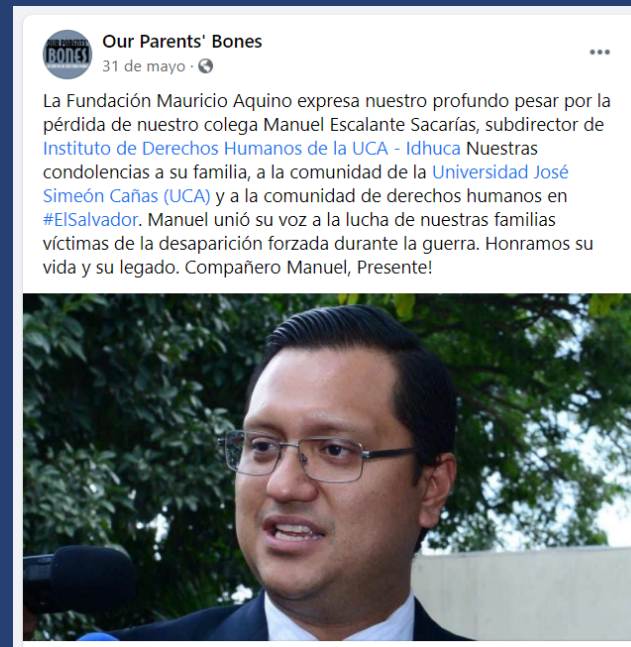 Our Parents' Bones
31 de mayo ·
La Fundación Mauricio Aquino expresa nuestro profundo pesar por la
pérdida de nuestro colega Manuel Escalante Sacarías, subdirector de
Instituto de Derechos Humanos de la UCA - Idhuca Nuestras
condolencias a su familia, a la comunidad de la Universidad José
Simeón Cañas (UCA) y a la comunidad de derechos humanos en
#ElSalvador. Manuel unió su voz a la lucha de nuestras familias
víctimas de la desaparición forzada durante la guerra. Honramos su
vida y su legado. Compañero Manuel, Presente!